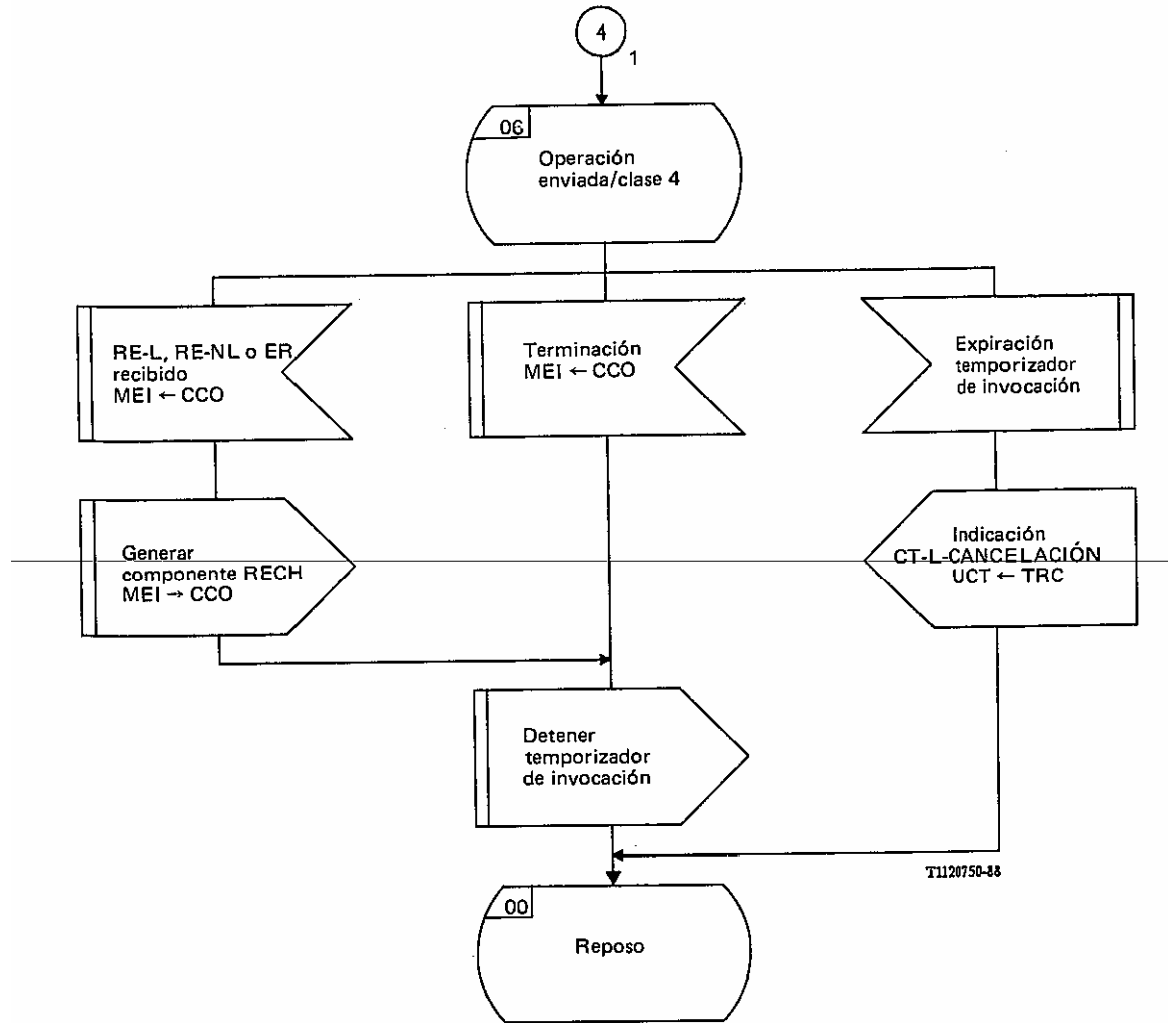 4
1
06
Operación
enviada/clase 4
RE-L, RE-NL o ER
recibido
MEI ← CCO
Terminación
MEI ← CCO
Expiración
temporizador
de invocación
Generar
componente RECH
MEI → CCO
Indicación
CT-L-CANCELACIÓN
UCT ← TRC
Detener
temporizador
de invocación
T1120750-88
00
Reposo